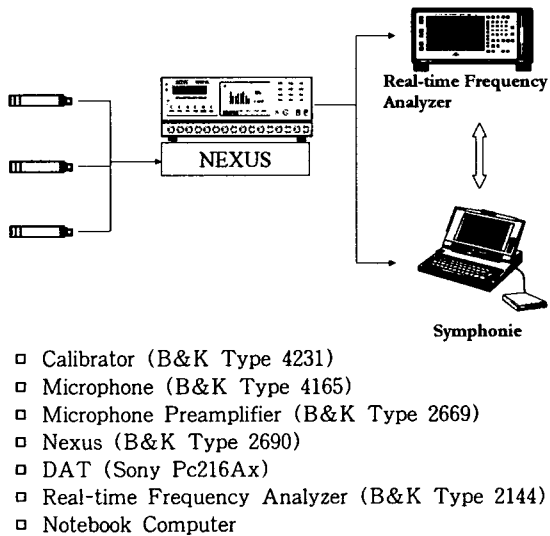 Real-time Frequency
Analyzer
NEXUS
Symphonie
▫ Calibrator (B&K Type 4231)
▫ Microphone (B&K Type 4165)
▫ Microphone Preamplifier (B&K Type 2669)
▫ Nexus (B&K Type 2690)
▫ DAT (Sony Pc216Ax)
▫ Real-time Frequency Analyzer (B&K Type 2144)
▫ Notebook Computer